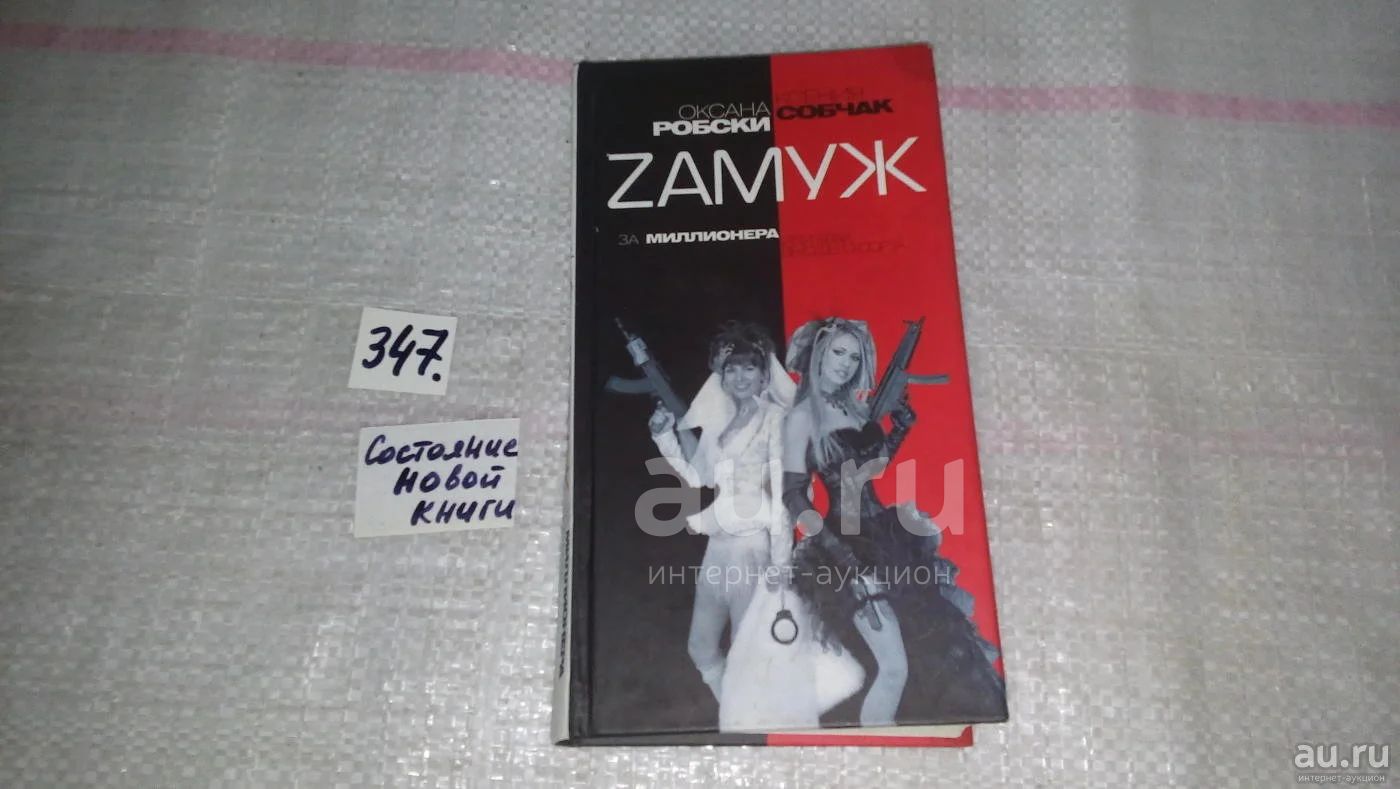 ОКСАНА КСЕНИЯ
РОБСКИ СОБЧАК
ZАМУЖ
ЗА МИЛЛИОНЕРА
347.
Состояние
новой
книги
au.ru
интернет-аукцион
МИЛЛИОНЕРА
au.ru
интернет-аукцион